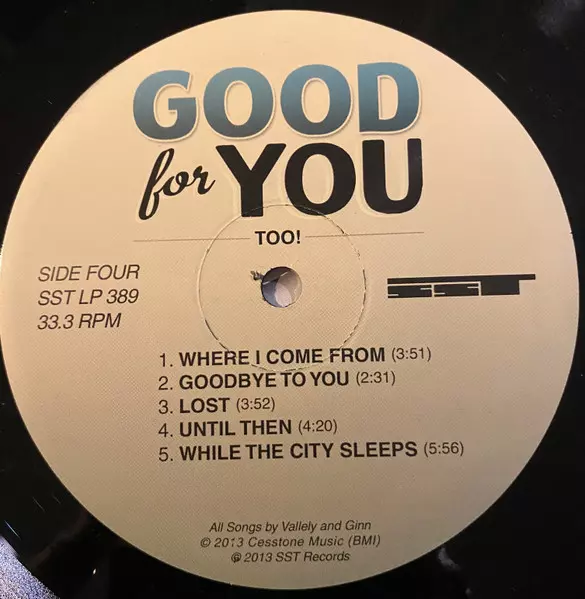 GOOD
for YOU
TOO!
SIDE FOUR
SST LP 389
33.3 RPM
SST
1. WHERE I COME FROM (3:51)
2. GOODBYE TO YOU (2:31)
3. LOST (3:52)
4. UNTIL THEN (4:20)
5. WHILE THE CITY SLEEPS (5:56)
All Songs by Vallely and Ginn
© 2013 Cesstone Music (BMI)
℗ 2013 SST Records